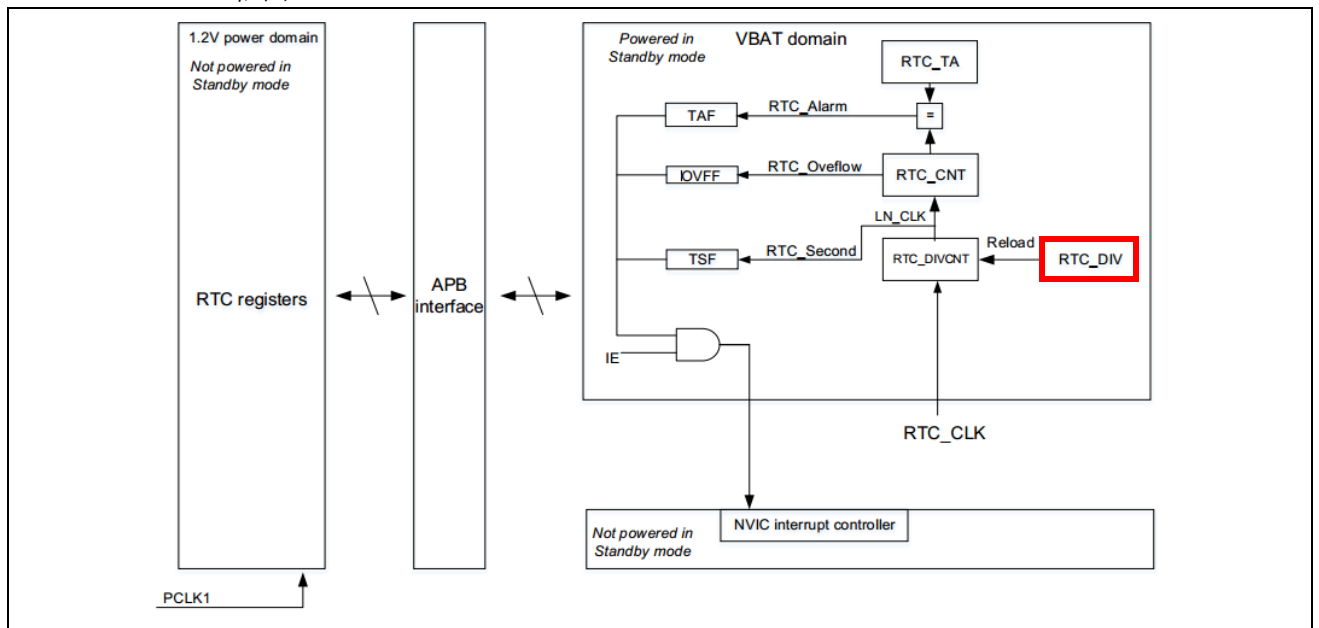 1.2V power domain
Not powered in
Standby mode
RTC registers
PCLK1
APB
interface
Powered in
Standby mode
VBAT domain
RTC_TA
TAF
RTC_Alarm
=
OVFF
RTC_Oveflow
RTC_CNT
LN_CLK
TSF
RTC_Second
RTC_DIVCNT
Reload
RTC_DIV
IE
RTC_CLK
Not powered in
Standby mode
NVIC interrupt controller